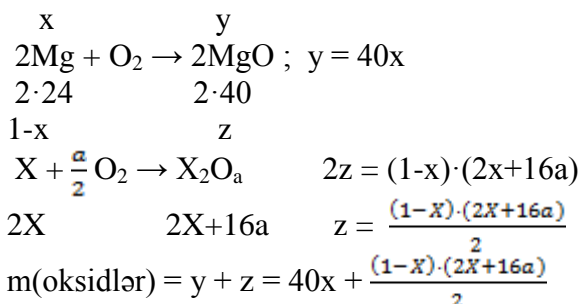 x y
2Mg + O₂ → 2MgO ; y = 40x
2·24 2·40
1-x z
X + a/2 O₂ → X₂Oₐ 2z = (1-x)·(2x+16a)
2X 2X+16a z = (1−X)·(2X+16a)/2
m(oksidlər) = y + z = 40x + (1−X)·(2X+16a)/2